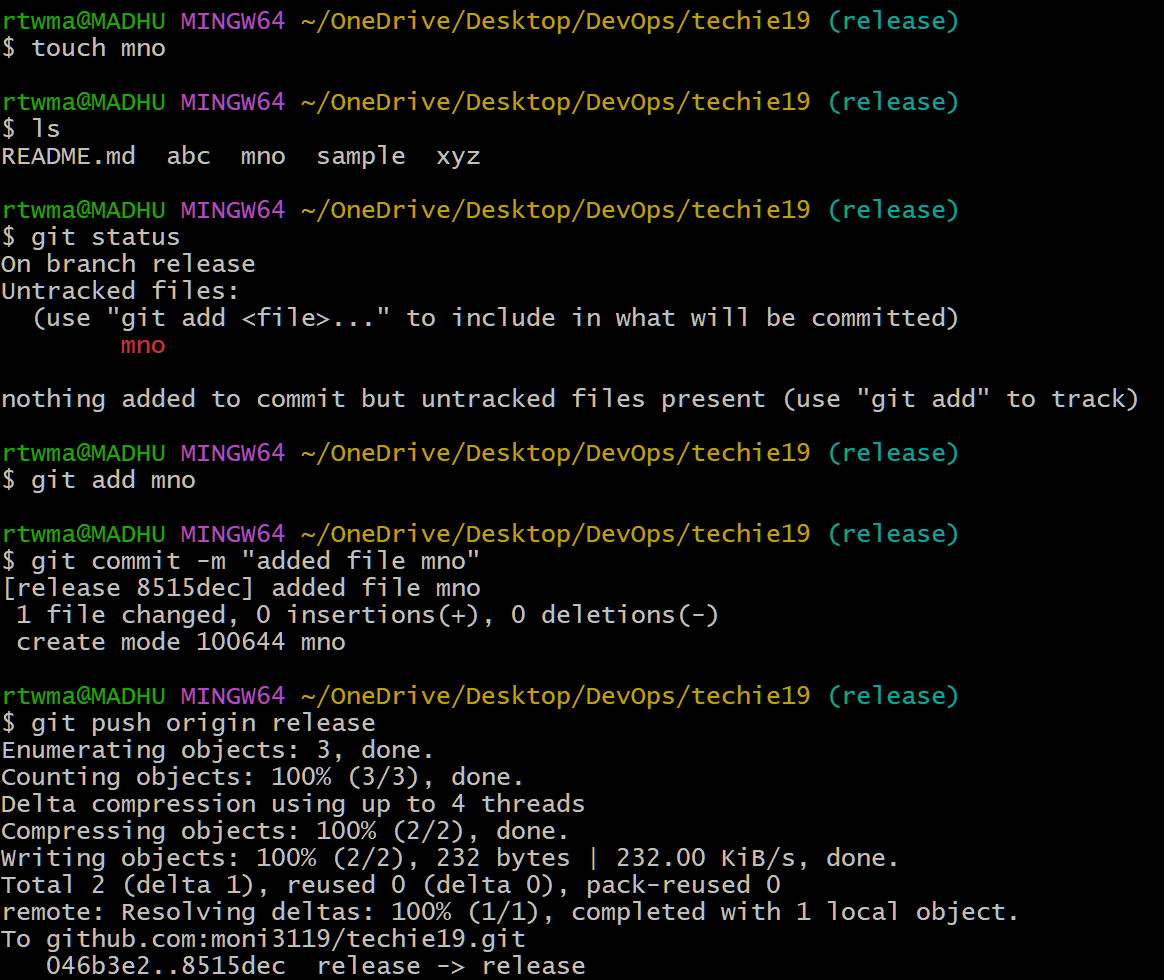 rtwma@MADHU MINGW64 ~/OneDrive/Desktop/DevOps/techie19 (release)
$ touch mno

rtwma@MADHU MINGW64 ~/OneDrive/Desktop/DevOps/techie19 (release)
$ ls
README.md  abc  mno  sample  xyz

rtwma@MADHU MINGW64 ~/OneDrive/Desktop/DevOps/techie19 (release)
$ git status
On branch release
Untracked files:
  (use "git add <file>..." to include in what will be committed)
        mno

nothing added to commit but untracked files present (use "git add" to track)

rtwma@MADHU MINGW64 ~/OneDrive/Desktop/DevOps/techie19 (release)
$ git add mno

rtwma@MADHU MINGW64 ~/OneDrive/Desktop/DevOps/techie19 (release)
$ git commit -m "added file mno"
[release 8515dec] added file mno
 1 file changed, 0 insertions(+), 0 deletions(-)
 create mode 100644 mno

rtwma@MADHU MINGW64 ~/OneDrive/Desktop/DevOps/techie19 (release)
$ git push origin release
Enumerating objects: 3, done.
Counting objects: 100% (3/3), done.
Delta compression using up to 4 threads
Compressing objects: 100% (2/2), done.
Writing objects: 100% (2/2), 232 bytes | 232.00 KiB/s, done.
Total 2 (delta 1), reused 0 (delta 0), pack-reused 0
remote: Resolving deltas: 100% (1/1), completed with 1 local object.
To github.com:moni3119/techie19.git
   046b3e2..8515dec  release -> release